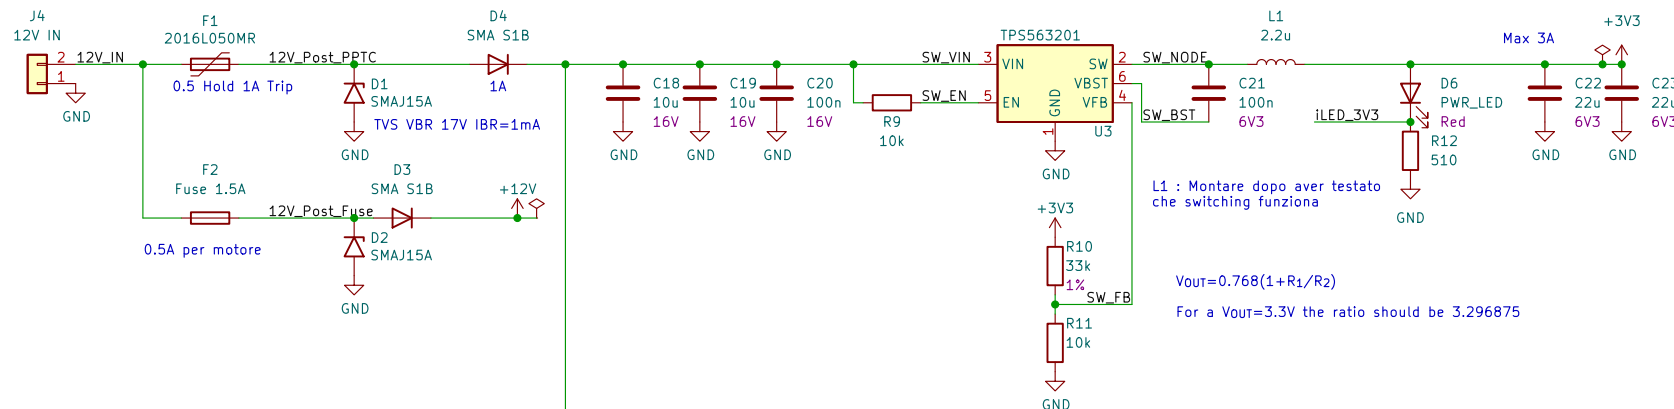 J4
12V IN
2
1
12V_IN
GND
F1
2016L050MR
0.5 Hold 1A Trip
12V_Post_PPTC
D1
SMAJ15A
TVS VBR 17V IBR=1mA
GND
D4
SMA S1B
1A
F2
Fuse 1.5A
0.5A per motore
12V_Post_Fuse
D2
SMAJ15A
GND
D3
SMA S1B
+12V
C18
10u
16V
GND
C19
10u
16V
GND
C20
100n
16V
GND
R9
10k
SW_VIN
SW_EN
TPS563201
3
VIN
5
EN
GND
1
SW
2
VBST
6
VFB
4
U3
GND
SW_NODE
SW_BST
C21
100n
6V3
L1
2.2u
L1 : Montare dopo aver testato
che switching funziona
+3V3
R10
33k
1%
SW_FB
R11
10k
GND
VOUT=0.768(1+R1/R2)
For a VOUT=3.3V the ratio should be 3.296875
Max 3A
+3V3
D6
PWR_LED
Red
iLED_3V3
R12
510
GND
C22
22u
6V3
GND
22u
6V3
GND